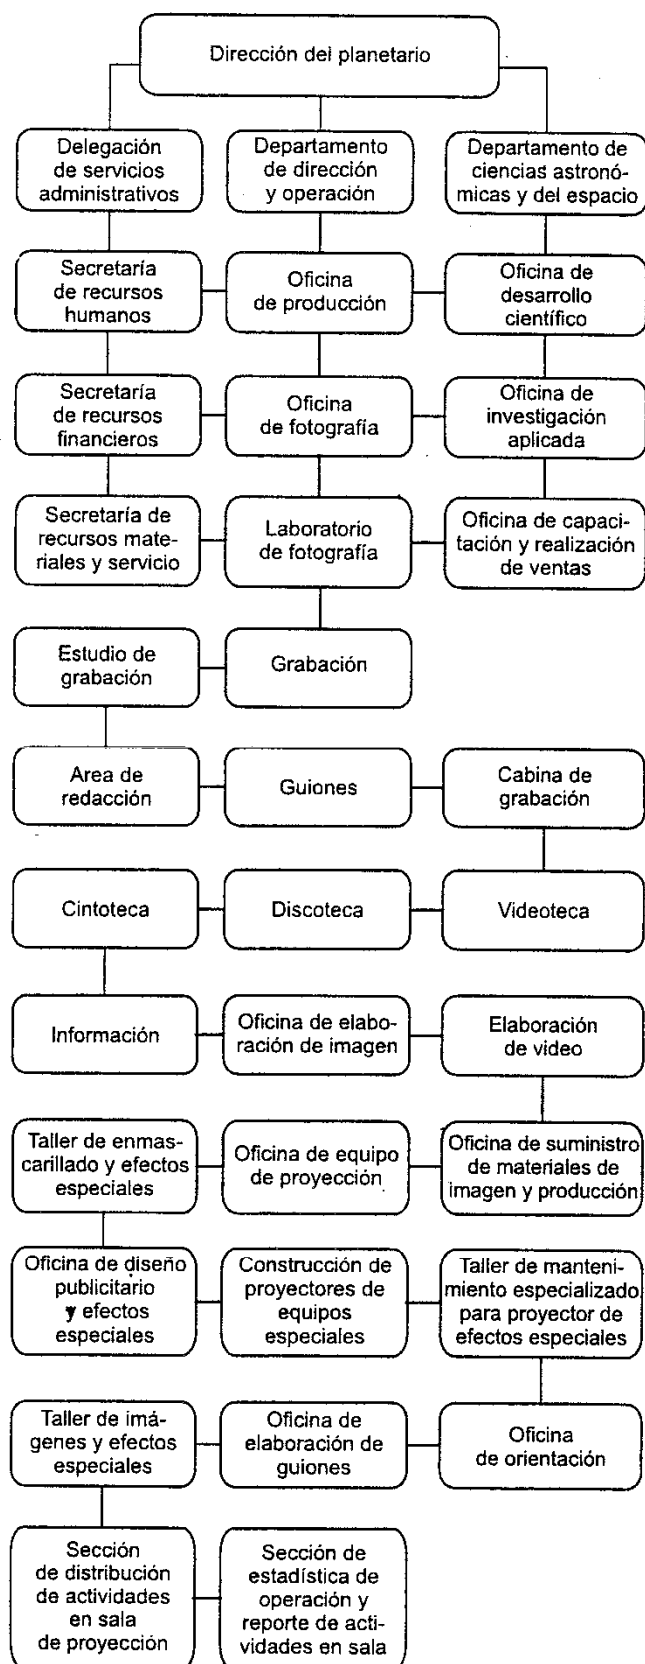 Dirección del planetario
Delegación
de servicios
administrativos
Departamento
de dirección
y operación
Departamento de
ciencias astronó-
micas y del espacio
Secretaría
de recursos
humanos
Oficina
de producción
Oficina de
desarrollo
científico
Secretaría
de recursos
financieros
Oficina
de fotografía
Oficina de
investigación
aplicada
Secretaría de
recursos mate-
riales y servicio
Laboratorio
de fotografía
Oficina de capaci-
tación y realización
de ventas
Estudio de
grabación
Grabación
Area de
redacción
Guiones
Cabina de
grabación
Cintoteca
Discoteca
Videoteca
Información
Oficina de elabo-
ración de imagen
Elaboración
de video
Taller de enmas-
carillado y efectos
especiales
Oficina de equipo
de proyección
Oficina de suministro
de materiales de
imagen y producción
Oficina de diseño
publicitario
y efectos
especiales
Construcción de
proyectores de
equipos
especiales
Taller de manteni-
miento especializado
para proyector de
efectos especiales
Taller de imá-
genes y efectos
especiales
Oficina de
elaboración de
guiones
Oficina
de orientación
Sección
de distribución
de actividades
en sala
de proyección
Sección de
estadística de
operación y
reporte de acti-
vidades en sala